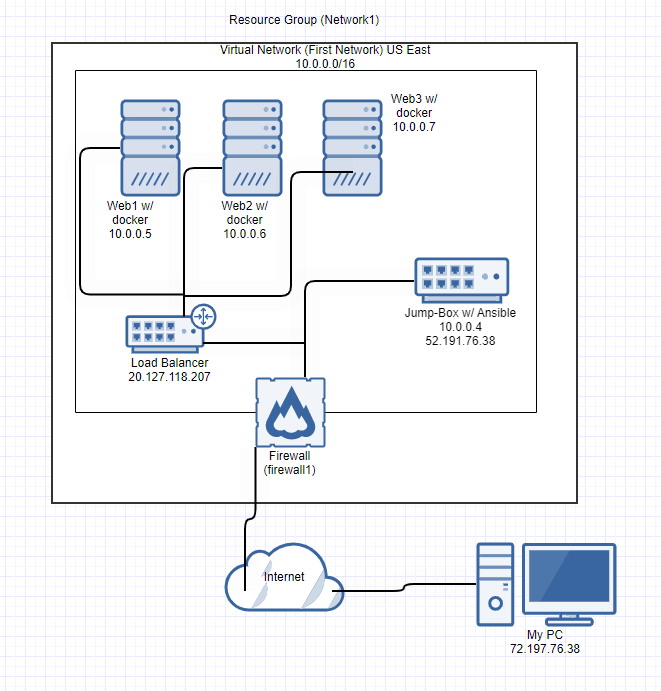 Resource Group (Network1)
Virtual Network (First Network) US East
10.0.0.0/16
Web1 w/
docker
10.0.0.5
Web2 w/
docker
10.0.0.6
Web3 w/
docker
10.0.0.7
Jump-Box w/ Ansible
10.0.0.4
52.191.76.38
Load Balancer
20.127.118.207
Firewall
(firewall1)
Internet
My PC
72.197.76.38